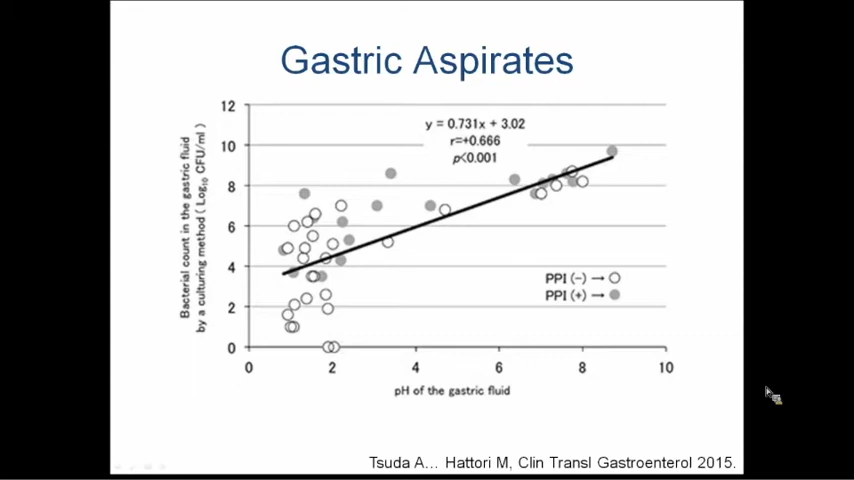 Gastric Aspirates
Bacterial count in the gastric fluid
by a culturing method ( Log10 CFU/ml )
12
10
8
6
4
2
0
y = 0.731x + 3.02
r=+0.666
p<0.001
PPI (-) → ○
PPI (+) → ●
0 2 4 6 8 10
pH of the gastric fluid
Tsuda A... Hattori M, Clin Transl Gastroenterol 2015.